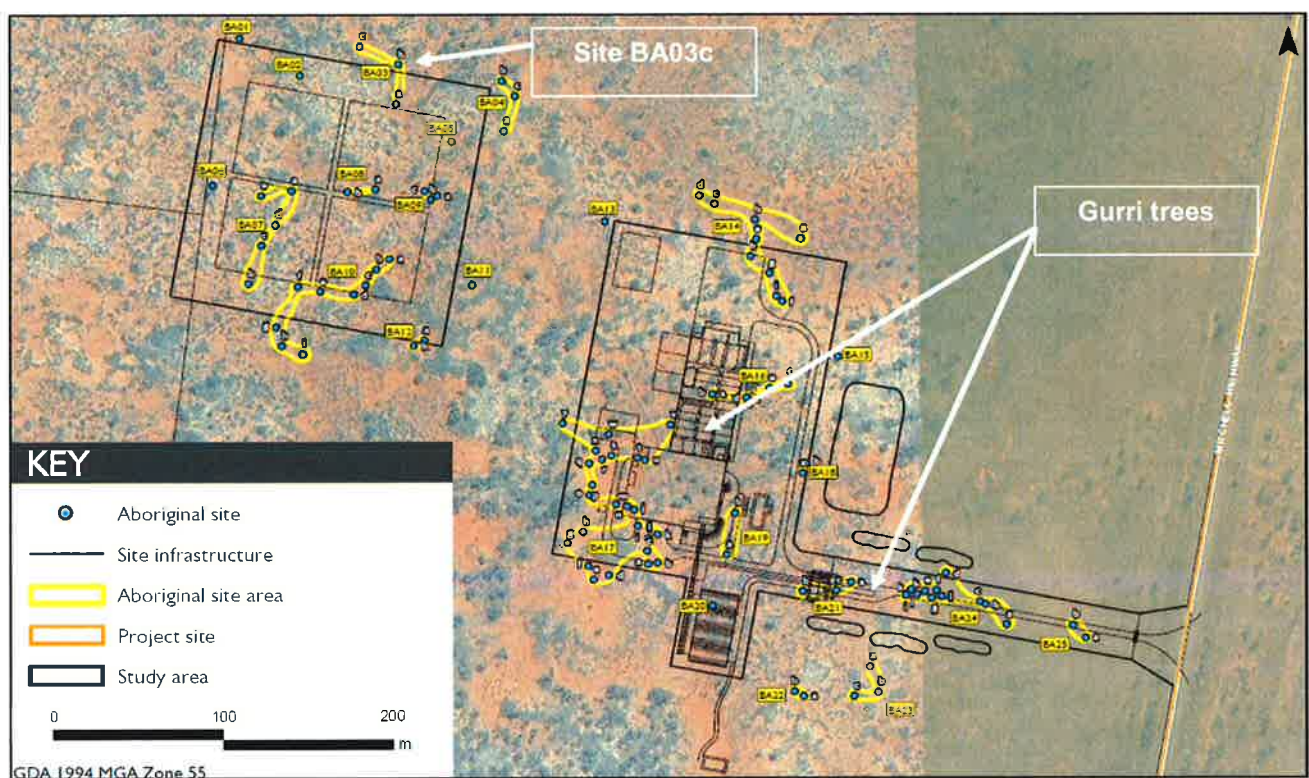 BA01
Site BA03c
BA02
BA03
BA04
BA05
BA06
BA08
BA09
Gurri trees
BA13
BA07
BA14
BA10
BA11
BA12
BA15
BA16
KEY
BA18
Aboriginal site
BA19
Site infrastructure
BA17
Aboriginal site area
BA20
BA21
BA24
Project site
BA25
Study area
BA22
BA23
0 100 200
m
GDA 1994 MGA Zone 55